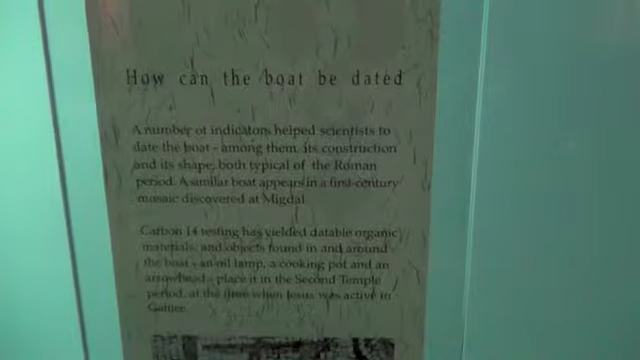 How can the boat be dated
A number of indicators helped scientists to
date the boat - among them, its construction
and its shape, both typical of the Roman
period. A similar boat appears in a first-century
mosaic discovered at Migdal.
Carbon 14 testing has yielded datable organic
materials, and objects found in and around
the boat - an oil lamp, a cooking pot and an
arrowhead - place it in the Second Temple
period, at the time when Jesus was active in
Galilee.